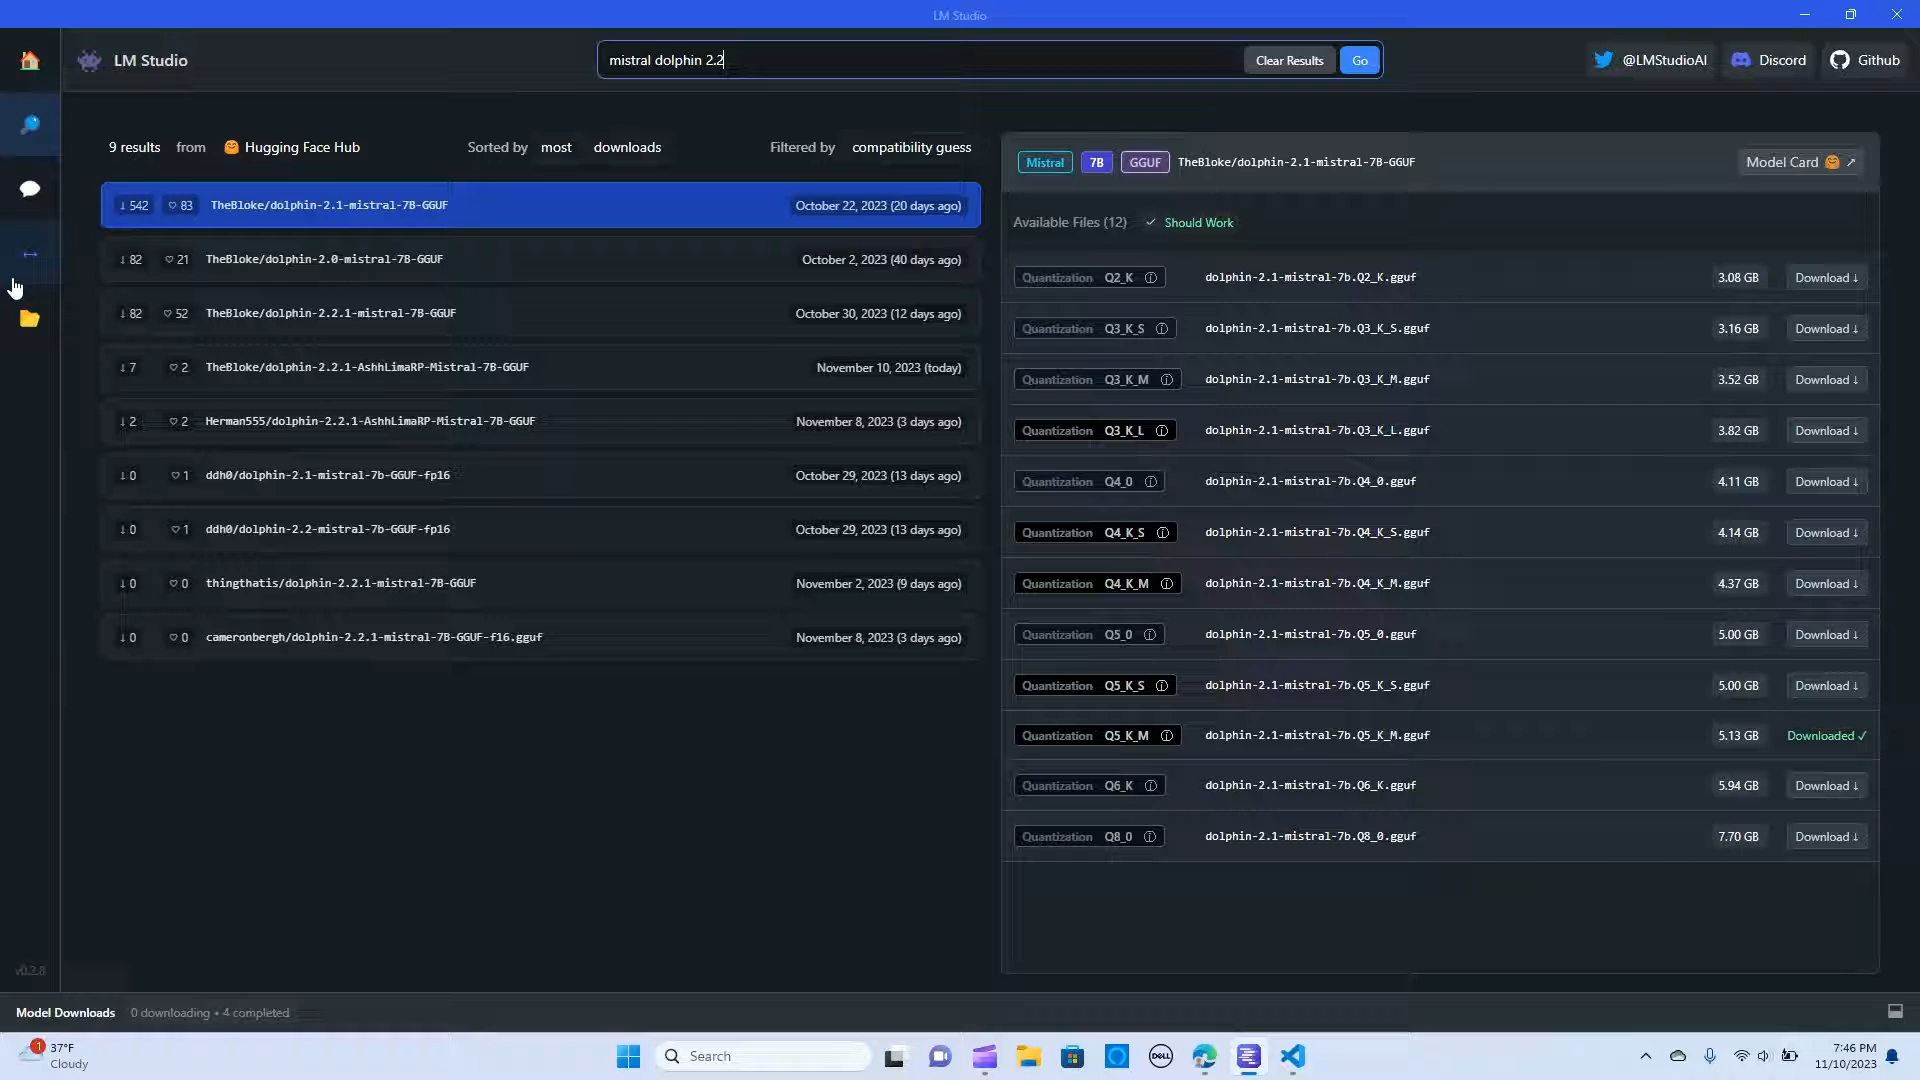 LM Studio
LM Studio
mistral dolphin 2.2
Clear Results
Go
@LMStudioAI
Discord
Github
9 results from Hugging Face Hub
Sorted by most downloads
Filtered by compatibility guess
↓ 542 ♡ 83 TheBloke/dolphin-2.1-mistral-7B-GGUF October 22, 2023 (20 days ago)
↓ 82 ♡ 21 TheBloke/dolphin-2.0-mistral-7B-GGUF October 2, 2023 (40 days ago)
↓ 82 ♡ 52 TheBloke/dolphin-2.2.1-mistral-7B-GGUF October 30, 2023 (12 days ago)
↓ 7 ♡ 2 TheBloke/dolphin-2.2.1-AshhLimaRP-Mistral-7B-GGUF November 10, 2023 (today)
↓ 2 ♡ 2 Herman555/dolphin-2.2.1-AshhLimaRP-Mistral-7B-GGUF November 8, 2023 (3 days ago)
↓ 0 ♡ 1 ddh0/dolphin-2.1-mistral-7b-GGUF-fp16 October 29, 2023 (13 days ago)
↓ 0 ♡ 1 ddh0/dolphin-2.2-mistral-7b-GGUF-fp16 October 29, 2023 (13 days ago)
↓ 0 ♡ 0 thingthatis/dolphin-2.2.1-mistral-7B-GGUF November 2, 2023 (9 days ago)
↓ 0 ♡ 0 cameronbergh/dolphin-2.2.1-mistral-7B-GGUF-f16.gguf November 8, 2023 (3 days ago)
Mistral 7B GGUF TheBloke/dolphin-2.1-mistral-7B-GGUF Model Card ↗
Available Files (12) ✓ Should Work
Quantization Q2_K ⓘ dolphin-2.1-mistral-7b.Q2_K.gguf 3.08 GB Download ↓
Quantization Q3_K_S ⓘ dolphin-2.1-mistral-7b.Q3_K_S.gguf 3.16 GB Download ↓
Quantization Q3_K_M ⓘ dolphin-2.1-mistral-7b.Q3_K_M.gguf 3.52 GB Download ↓
Quantization Q3_K_L ⓘ dolphin-2.1-mistral-7b.Q3_K_L.gguf 3.82 GB Download ↓
Quantization Q4_0 ⓘ dolphin-2.1-mistral-7b.Q4_0.gguf 4.11 GB Download ↓
Quantization Q4_K_S ⓘ dolphin-2.1-mistral-7b.Q4_K_S.gguf 4.14 GB Download ↓
Quantization Q4_K_M ⓘ dolphin-2.1-mistral-7b.Q4_K_M.gguf 4.37 GB Download ↓
Quantization Q5_0 ⓘ dolphin-2.1-mistral-7b.Q5_0.gguf 5.00 GB Download ↓
Quantization Q5_K_S ⓘ dolphin-2.1-mistral-7b.Q5_K_S.gguf 5.00 GB Download ↓
Quantization Q5_K_M ⓘ dolphin-2.1-mistral-7b.Q5_K_M.gguf 5.13 GB Downloaded ✓
Quantization Q6_K ⓘ dolphin-2.1-mistral-7b.Q6_K.gguf 5.94 GB Download ↓
Quantization Q8_0 ⓘ dolphin-2.1-mistral-7b.Q8_0.gguf 7.70 GB Download ↓
v0.2.8
Model Downloads 0 downloading • 4 completed
1
37°F
Cloudy
Search
DELL
7:46 PM
11/10/2023